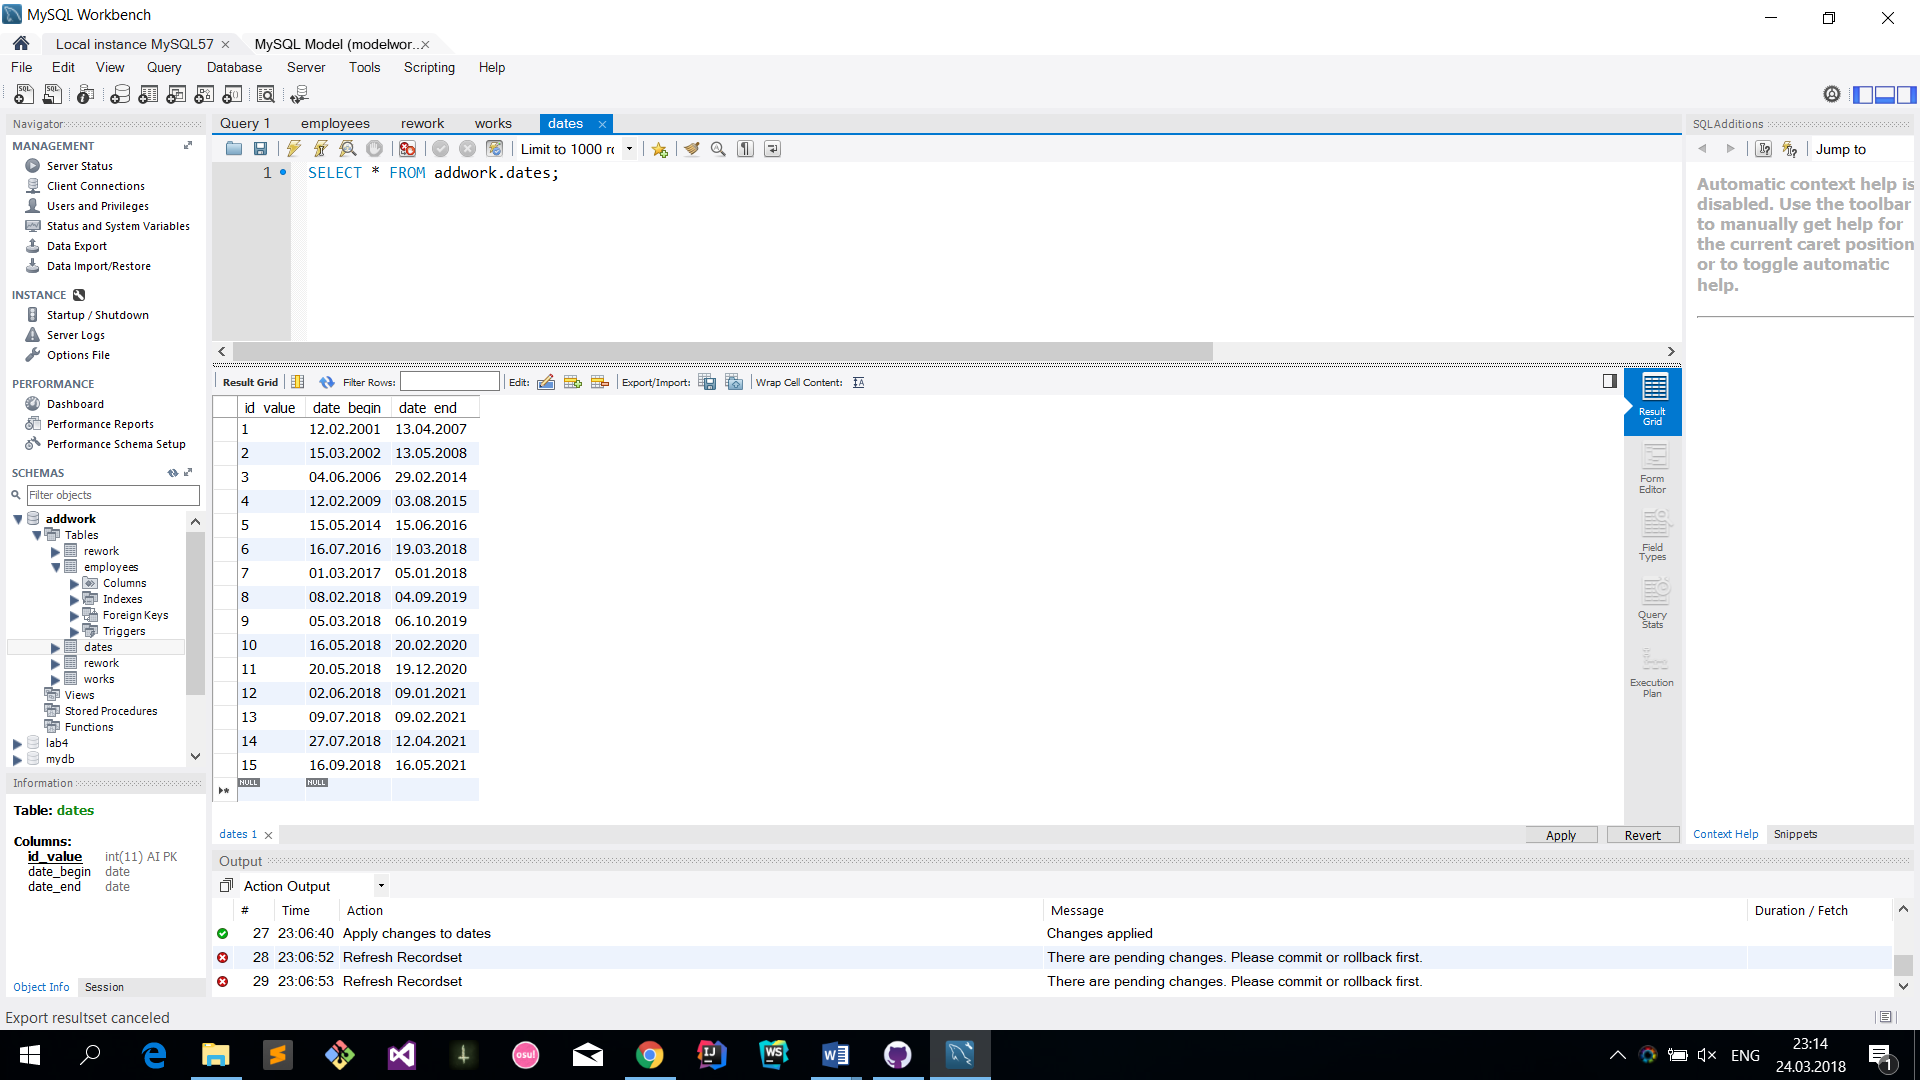 MySQL Workbench
Local instance MySQL57 ×
MySQL Model (modelwor..×
File Edit View Query Database Server Tools Scripting Help
Navigator
MANAGEMENT
Server Status
Client Connections
Users and Privileges
Status and System Variables
Data Export
Data Import/Restore
INSTANCE
Startup / Shutdown
Server Logs
Options File
PERFORMANCE
Dashboard
Performance Reports
Performance Schema Setup
SCHEMAS
Filter objects
addwork
Tables
rework
employees
Columns
Indexes
Foreign Keys
Triggers
dates
rework
works
Views
Stored Procedures
Functions
lab4
mydb
Information
Table: dates
Columns:
id_value int(11) AI PK
date_begin date
date_end date
Object Info Session
Query 1 employees rework works dates ×
Limit to 1000 rc
1 SELECT * FROM addwork.dates;
Result Grid Filter Rows: Edit: Export/Import: Wrap Cell Content:
id_value date_begin date_end
1 12.02.2001 13.04.2007
2 15.03.2002 13.05.2008
3 04.06.2006 29.02.2014
4 12.02.2009 03.08.2015
5 15.05.2014 15.06.2016
6 16.07.2016 19.03.2018
7 01.03.2017 05.01.2018
8 08.02.2018 04.09.2019
9 05.03.2018 06.10.2019
10 16.05.2018 20.02.2020
11 20.05.2018 19.12.2020
12 02.06.2018 09.01.2021
13 09.07.2018 09.02.2021
14 27.07.2018 12.04.2021
15 16.09.2018 16.05.2021
NULL NULL
Result
Grid
Form
Editor
Field
Types
Query
Stats
Execution
Plan
dates 1 ×
Apply Revert
SQLAdditions
Jump to
Automatic context help is
disabled. Use the toolbar
to manually get help for
the current caret position
or to toggle automatic
help.
Context Help Snippets
Output
Action Output
# Time Action Message Duration / Fetch
27 23:06:40 Apply changes to dates Changes applied
28 23:06:52 Refresh Recordset There are pending changes. Please commit or rollback first.
29 23:06:53 Refresh Recordset There are pending changes. Please commit or rollback first.
Export resultset canceled
osu!
IJ
WS
ENG
23:14
24.03.2018
1